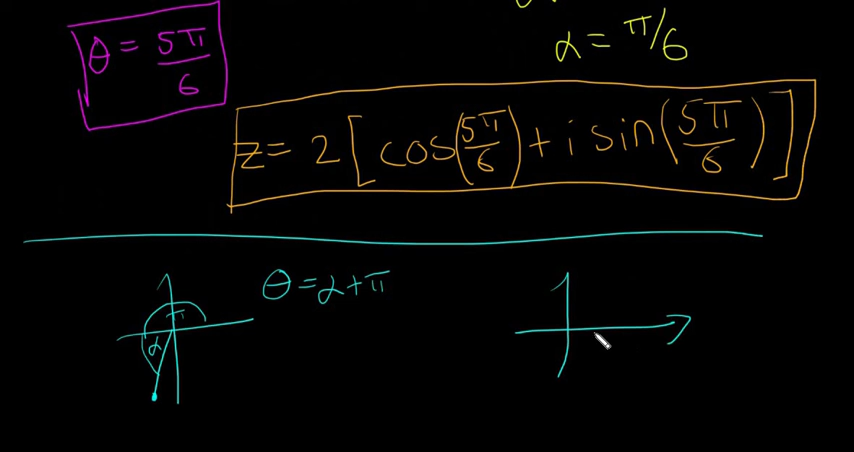 θ = 5π/6
α = π/6
z = 2 [ cos(5π/6) + i sin(5π/6) ]
θ = α + π
π
α